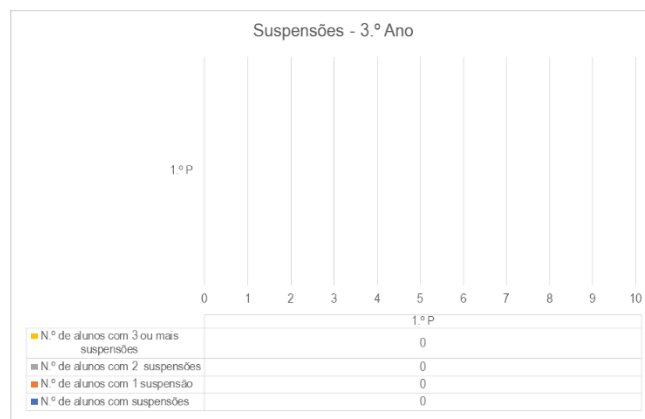 Suspensões - 3.º Ano
1.º P
0 1 2 3 4 5 6 7 8 9 10
1.º P
N.º de alunos com 3 ou mais
suspensões 0
N.º de alunos com 2 suspensões 0
N.º de alunos com 1 suspensão 0
N.º de alunos com suspensões 0